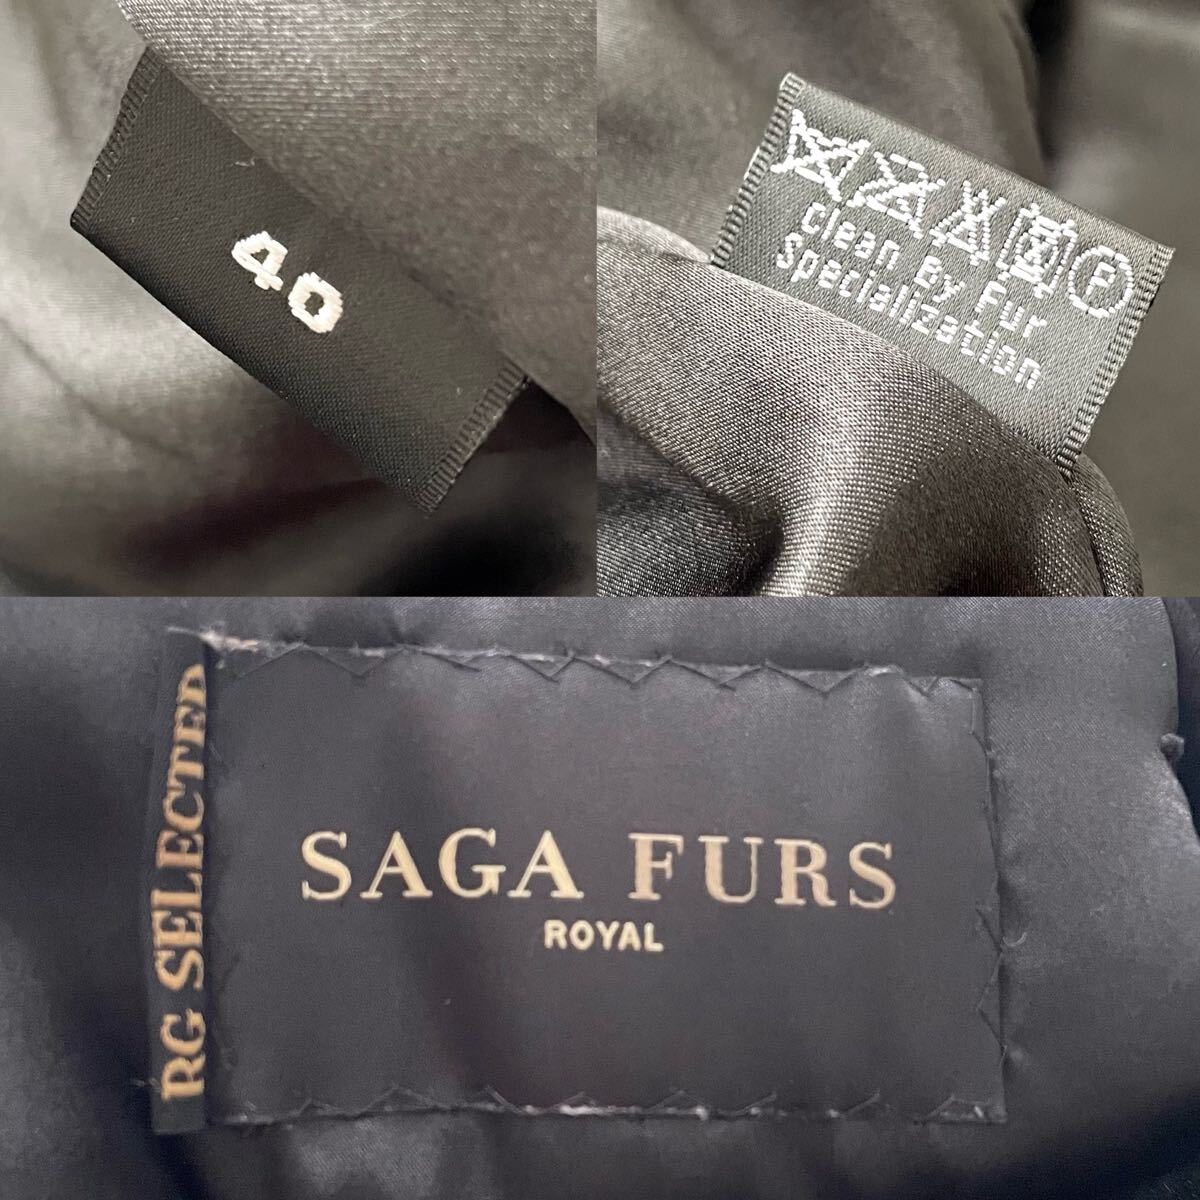 40
P
Clean By Fur
Specialization
RG SELECTED
SAGA FURS
ROYAL